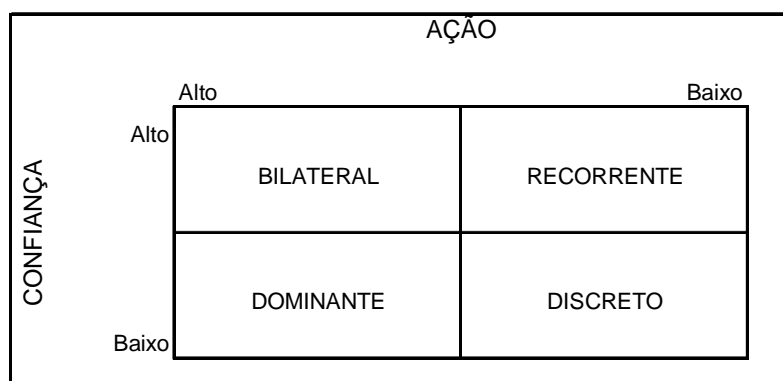 AÇÃO
Alto Baixo
Alto
BILATERAL RECORRENTE
CONFIANÇA
DOMINANTE DISCRETO
Baixo